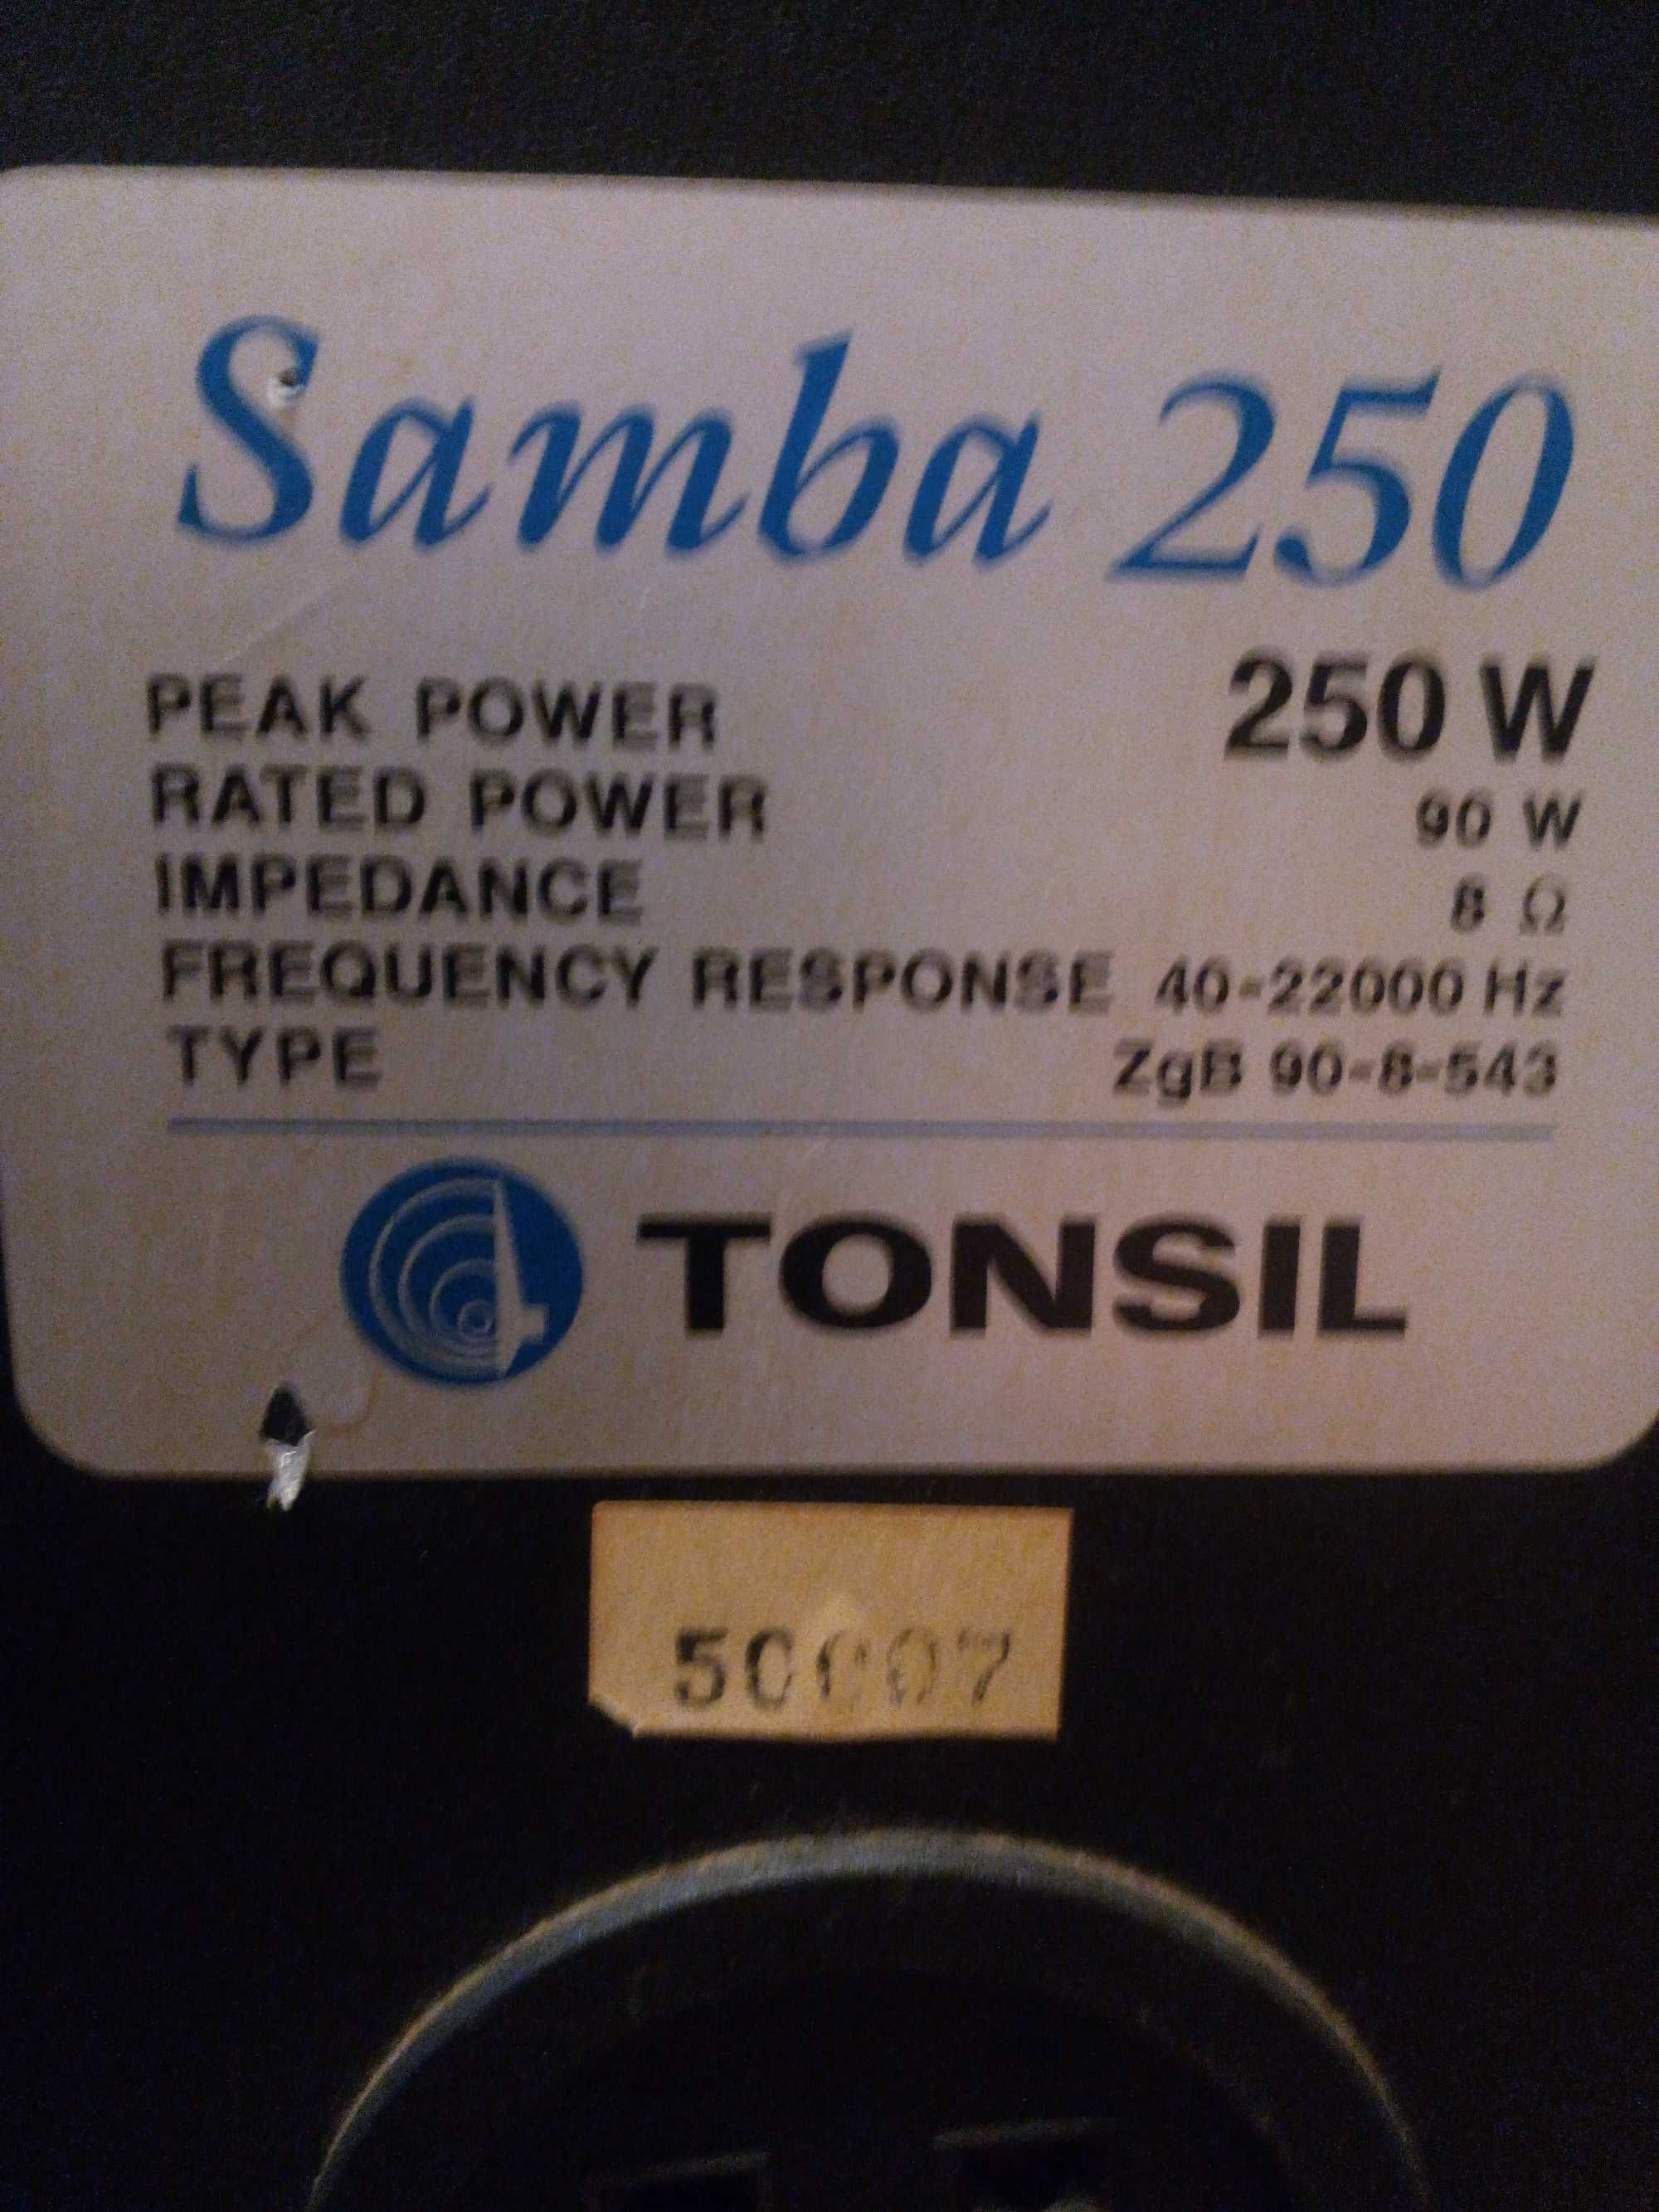 Samba 250
PEAK POWER 250 W
RATED POWER 90 W
IMPEDANCE 8 Ω
FREQUENCY RESPONSE 40-22000 Hz
TYPE ZgB 90-8-543
TONSIL
50007